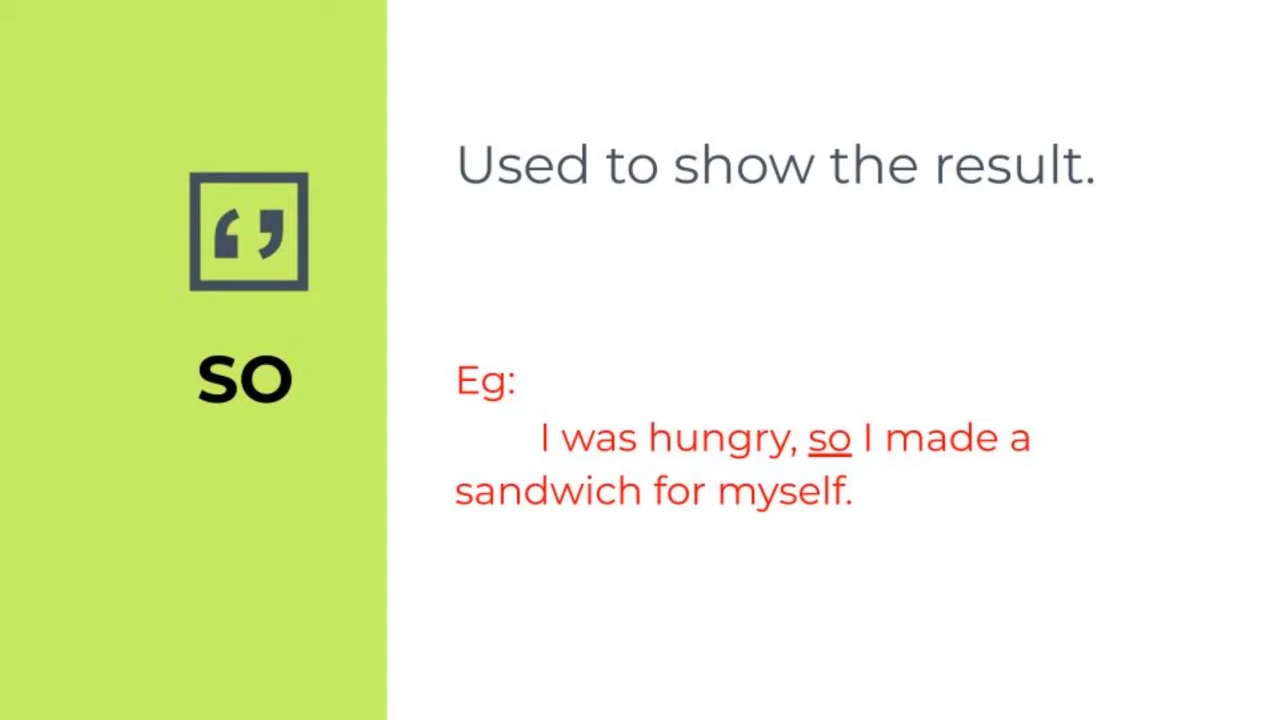 SO
Used to show the result.
Eg:
I was hungry, so I made a
sandwich for myself.